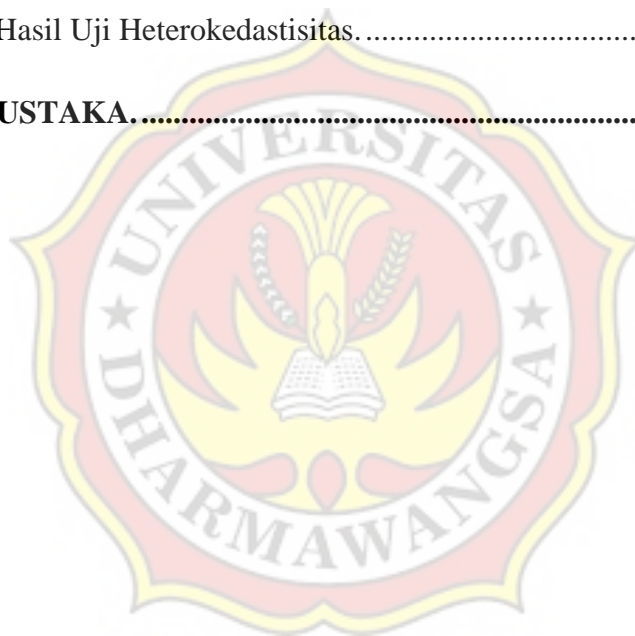 Hasil Uji Heterokedastisitas. ....................................
USTAKA. ....................................................................
UNIVERSITAS
★ DHARMAWANGSA ★